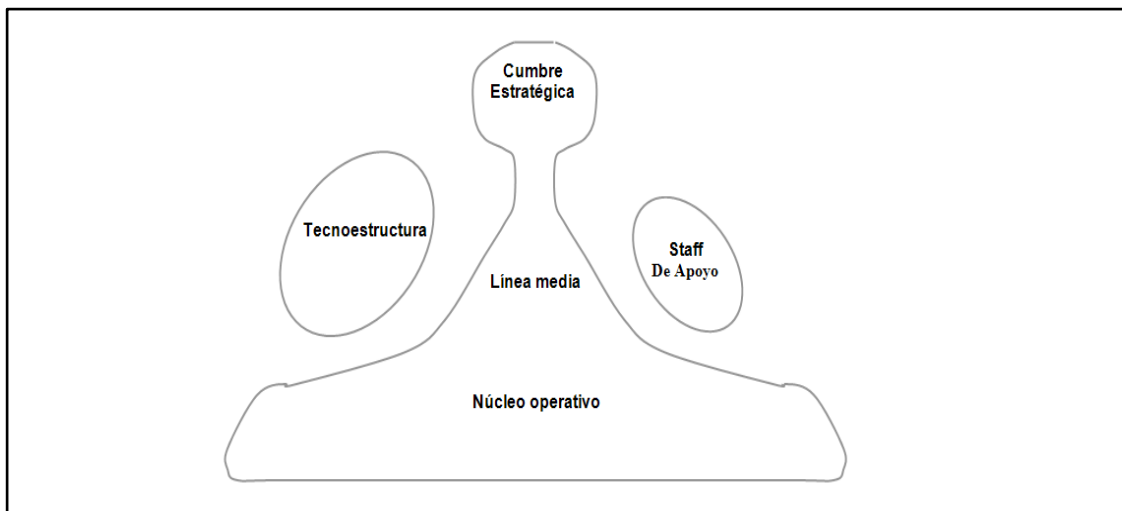 Cumbre
Estratégica
Tecnoestructura
Staff
De Apoyo
Línea media
Núcleo operativo